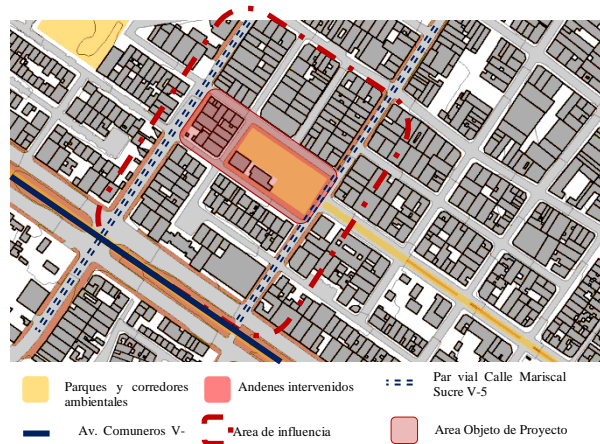 Parques y corredores
ambientales
Andenes intervenidos
Par vial Calle Mariscal
Sucre V-5
Av. Comuneros V-
Area de influencia
Area Objeto de Proyecto